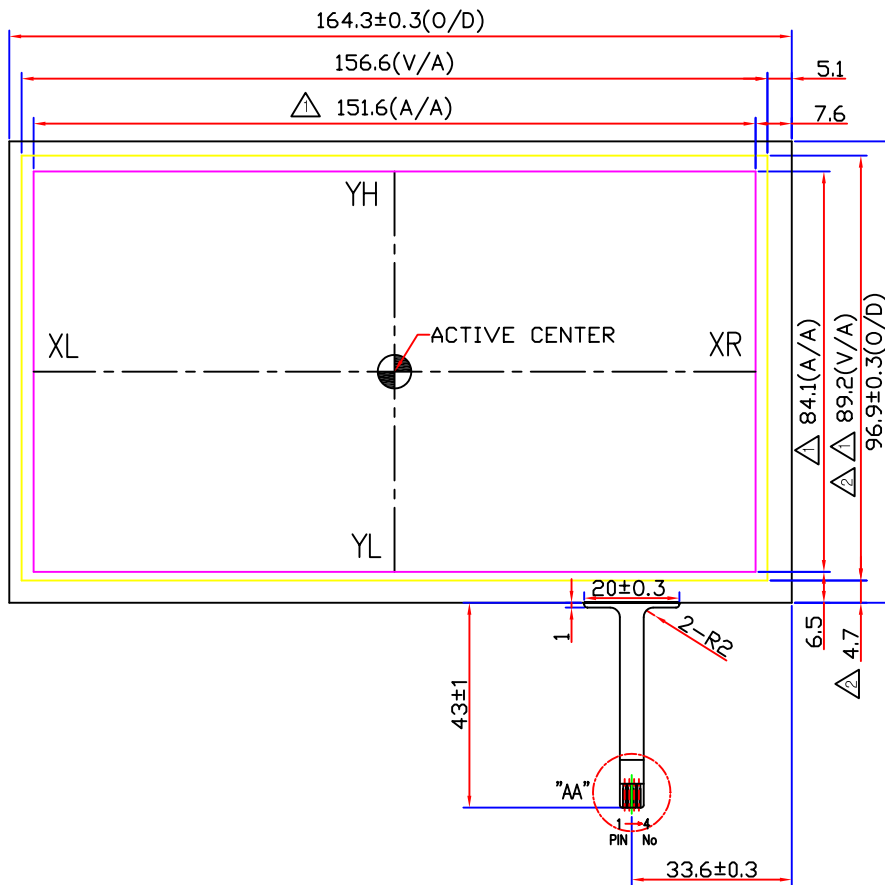 164.3±0.3(O/D)
156.6(V/A)
5.1
1 151.6(A/A)
7.6
YH
ACTIVE CENTER
XL
XR
YL
1 84.1(A/A)
2 1 89.2(V/A)
96.9±0.3(O/D)
20±0.3
1
2-R2
6.5
2 4.7
43±1
"AA"
1 4
PIN No
33.6±0.3